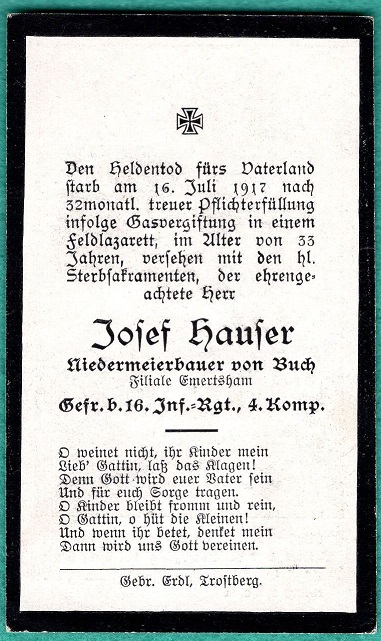 Den Heldentod fürs Vaterland
starb am 16. Juli 1917 nach
32monatl. treuer Pflichterfüllung
infolge Gasvergiftung in einem
Feldlazarett, im Alter von 33
Jahren, versehen mit den hl.
Sterbsakramenten, der ehrenge-
achtete Herr
Josef Hauser
Niedermeierbauer von Buch
Filiale Emertsham
Gefr. b. 16. Inf.-Rgt., 4. Komp.
O weinet nicht, ihr Kinder mein
Lieb' Gattin, laß das Klagen!
Denn Gott wird euer Vater sein
Und für euch Sorge tragen.
O Kinder bleibt fromm und rein,
O Gattin, o hüt die Kleinen!
Und wenn ihr betet, denket mein
Dann wird uns Gott vereinen.
Gebr. Erdl, Trostberg.